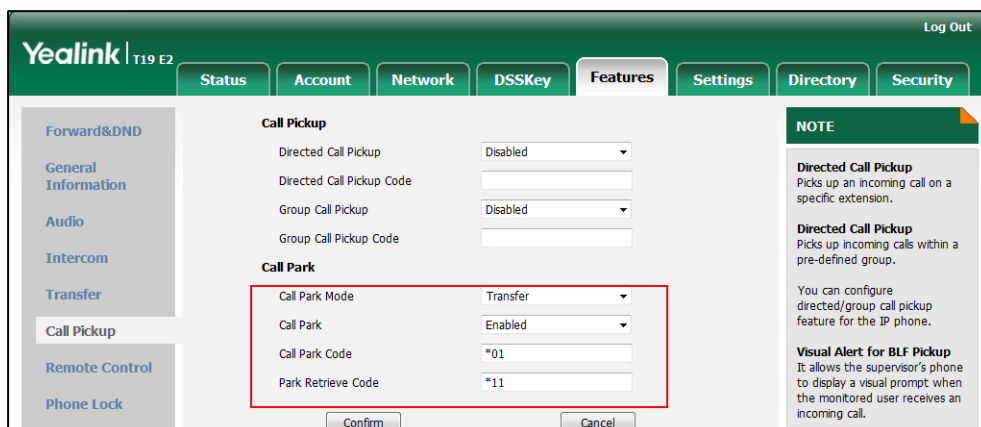 Log Out
Yealink | T19 E2
Status Account Network DSSKey Features Settings Directory Security
Forward&DND
General
Information
Audio
Intercom
Transfer
Call Pickup
Remote Control
Phone Lock
Call Pickup
Directed Call Pickup Disabled
Directed Call Pickup Code
Group Call Pickup Disabled
Group Call Pickup Code
Call Park
Call Park Mode Transfer
Call Park Enabled
Call Park Code *01
Park Retrieve Code *11
Confirm Cancel
NOTE
Directed Call Pickup
Picks up an incoming call on a
specific extension.
Directed Call Pickup
Picks up incoming calls within a
pre-defined group.
You can configure
directed/group call pickup
feature for the IP phone.
Visual Alert for BLF Pickup
It allows the supervisor's phone
to display a visual prompt when
the monitored user receives an
incoming call.